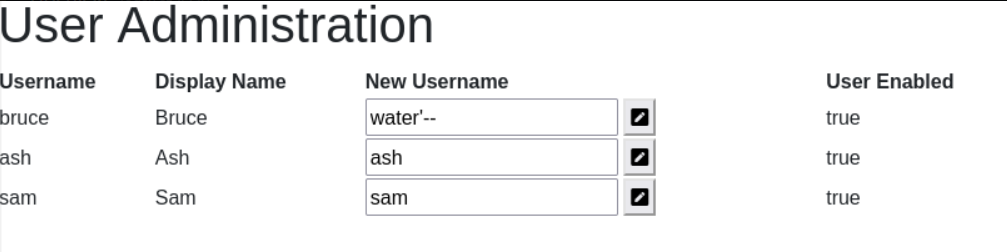 User Administration
Username Display Name New Username User Enabled
bruce Bruce water'-- true
ash Ash ash true
sam Sam sam true